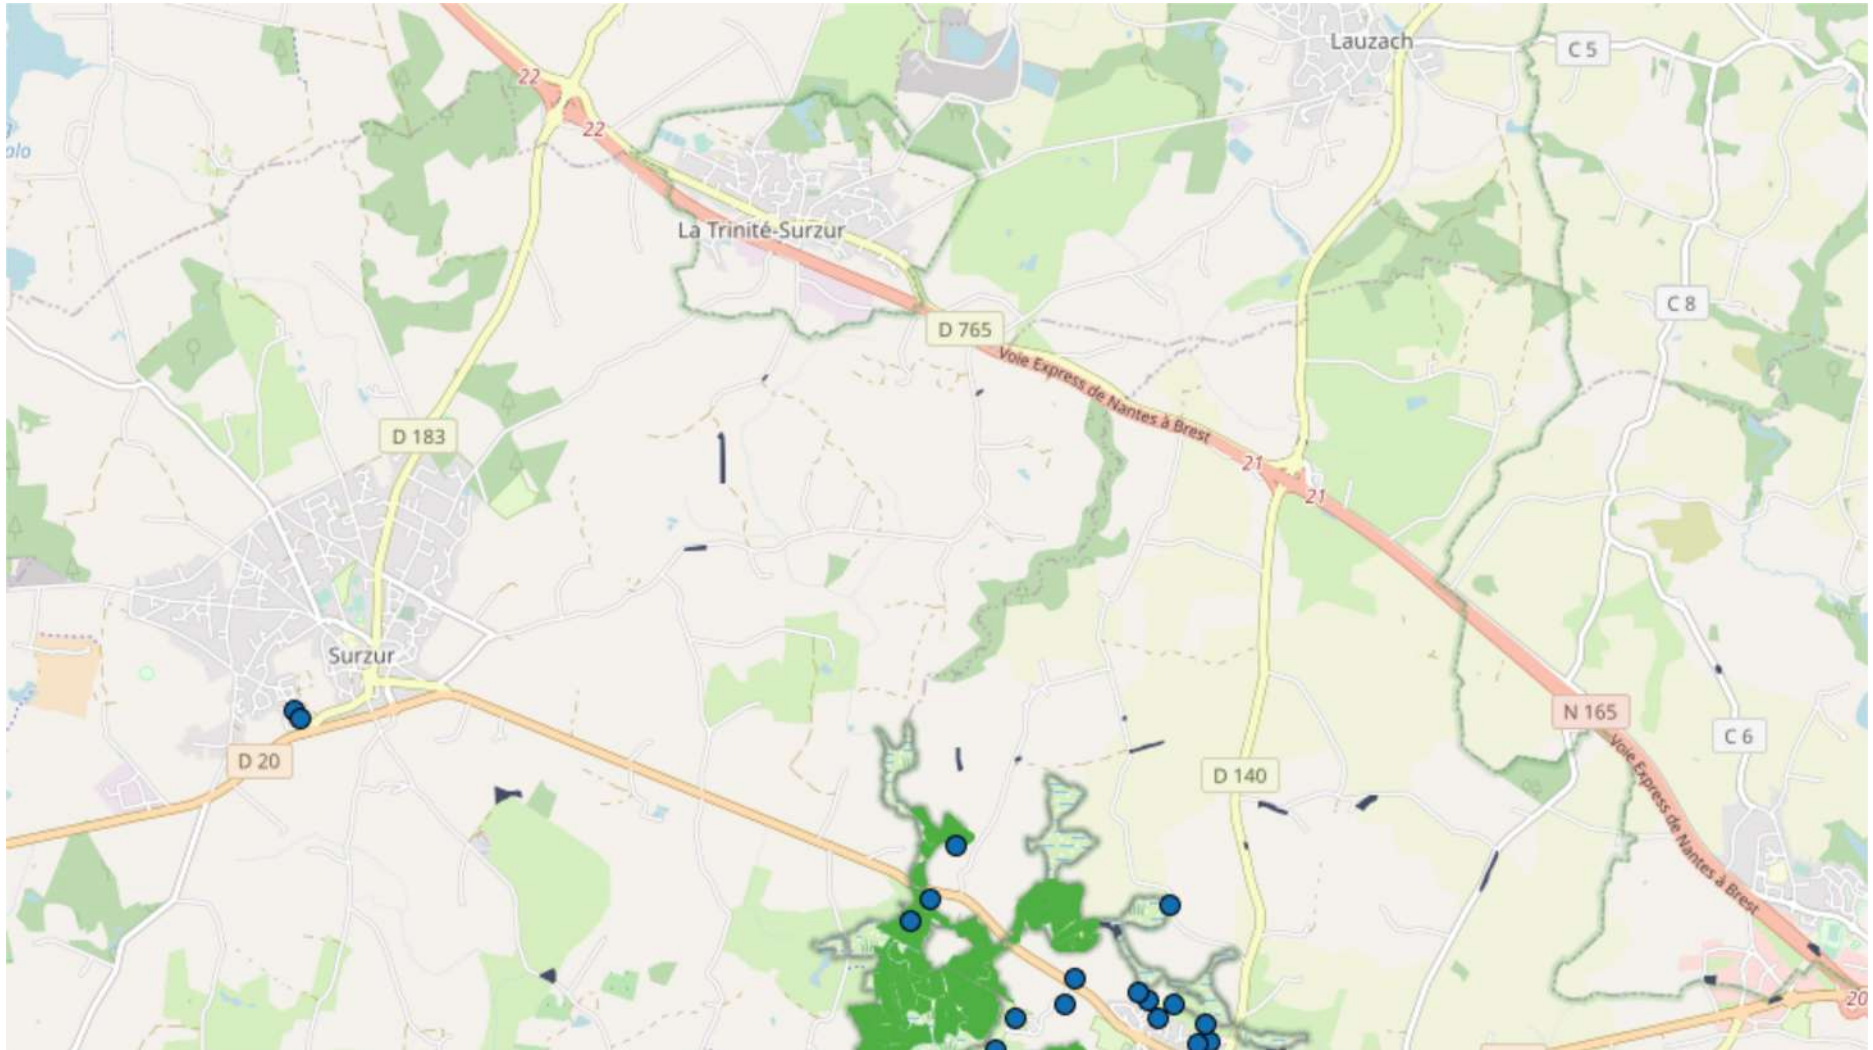 Lauzach
C 5
22
22
La Trinité-Surzur
C 8
D 765
Voie Express de Nantes à Brest
D 183
21
21
Surzur
N 165
C 6
Voie Express de Nantes à Brest
D 20
D 140
20